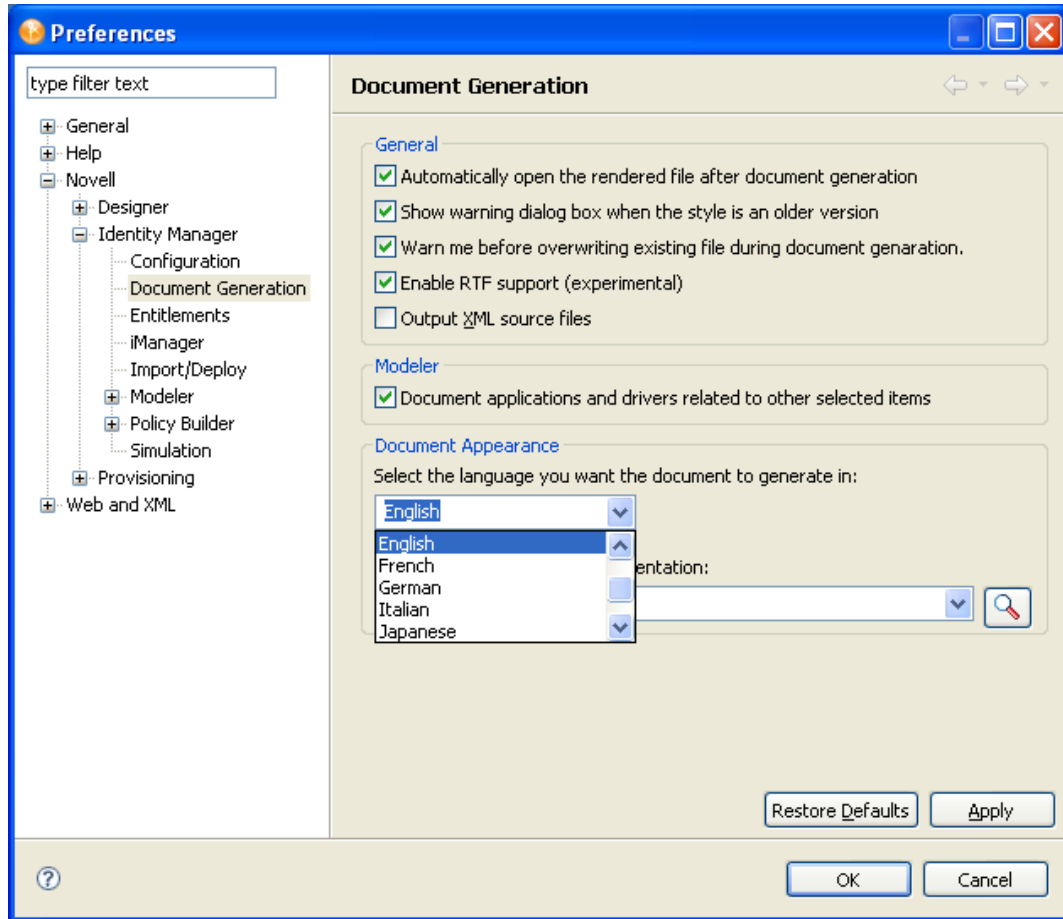 Preferences
type filter text
General
Help
Novell
Designer
Identity Manager
Configuration
Document Generation
Entitlements
iManager
Import/Deploy
Modeler
Policy Builder
Simulation
Provisioning
Web and XML
Document Generation
General
Automatically open the rendered file after document generation
Show warning dialog box when the style is an older version
Warn me before overwriting existing file during document genaration.
Enable RTF support (experimental)
Output XML source files
Modeler
Document applications and drivers related to other selected items
Document Appearance
Select the language you want the document to generate in:
English
English
French
German
Italian
Japanese
entation:
Restore Defaults
Apply
?
OK
Cancel